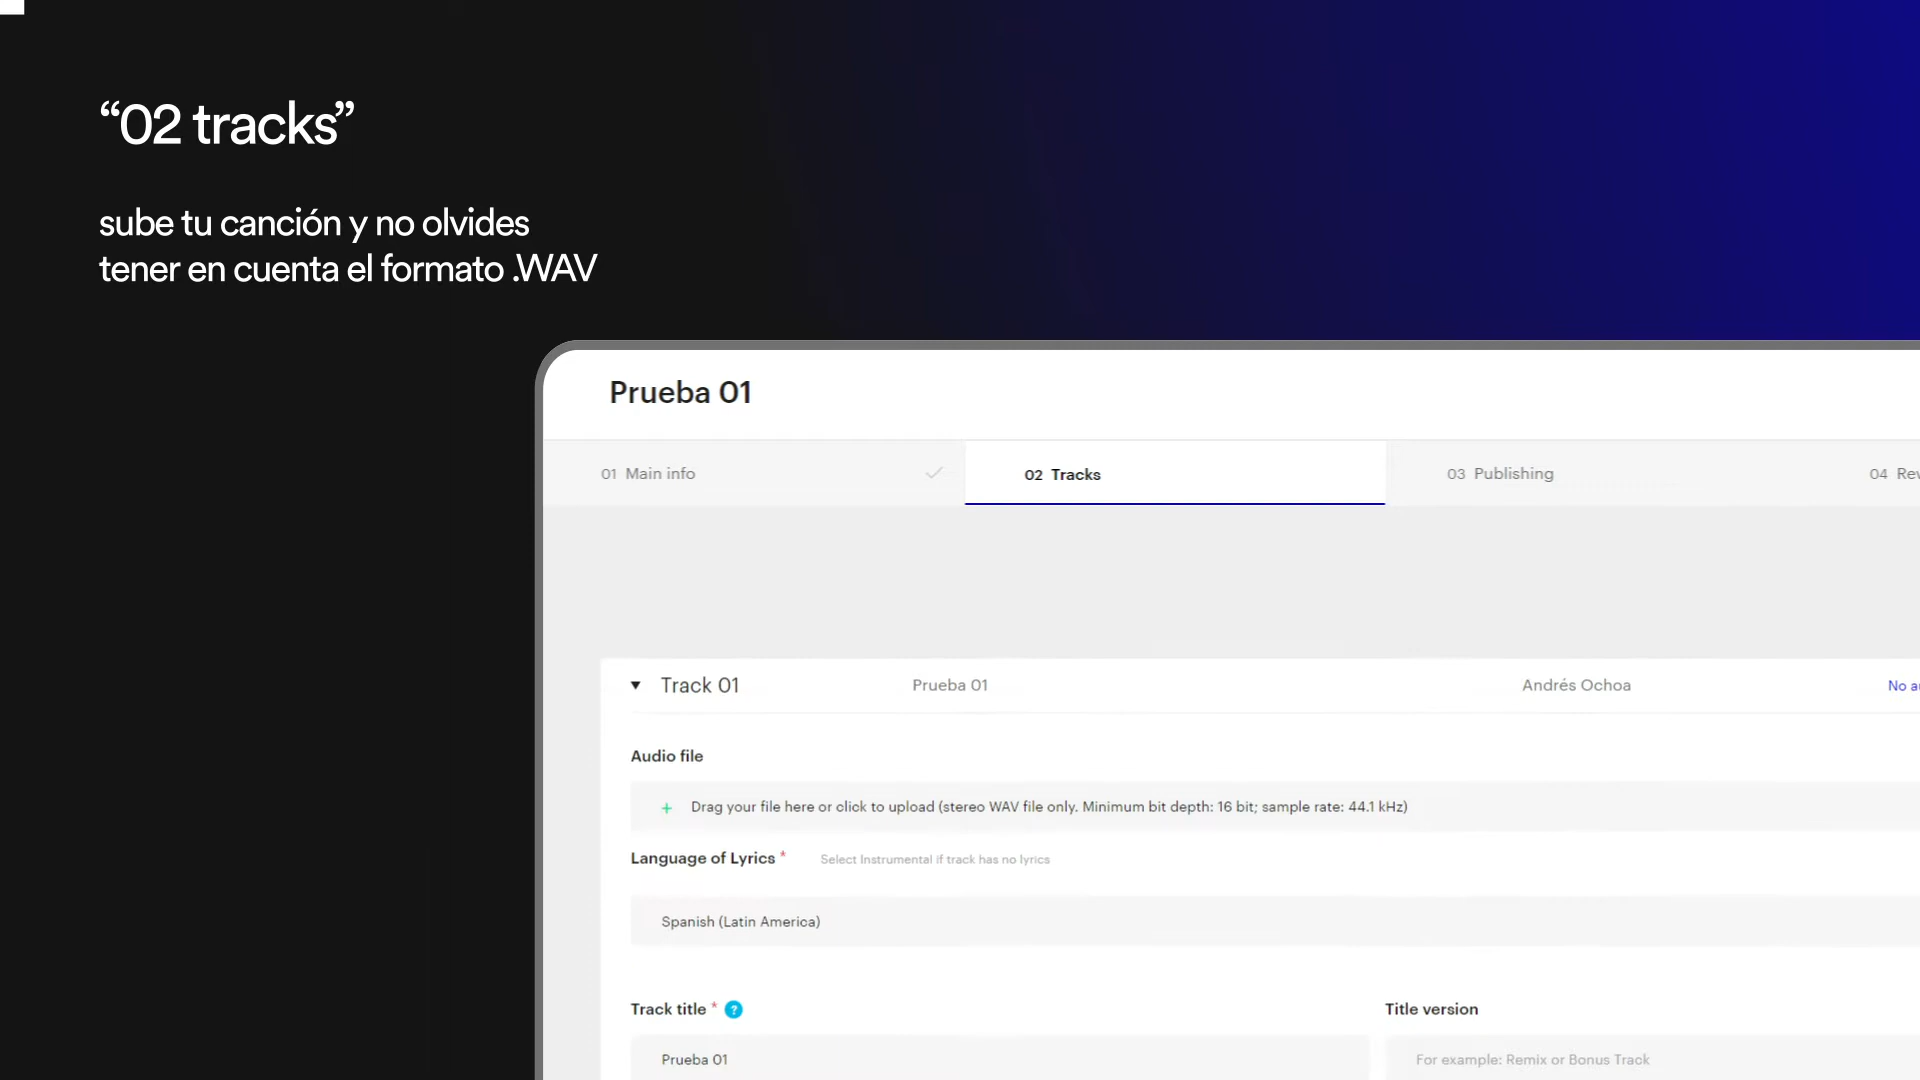 “02 tracks”
sube tu canción y no olvides
tener en cuenta el formato .WAV
Prueba 01
01 Main info
02 Tracks
03 Publishing
04
Track 01
Prueba 01
Andrés Ochoa
No
Audio file
+ Drag your file here or click to upload (stereo WAV file only. Minimum bit depth: 16 bit; sample rate: 44.1 kHz)
Language of Lyrics * Select Instrumental if track has no lyrics
Spanish (Latin America)
Track title * ?
Title version
Prueba 01
For example: Remix or Bonus Track